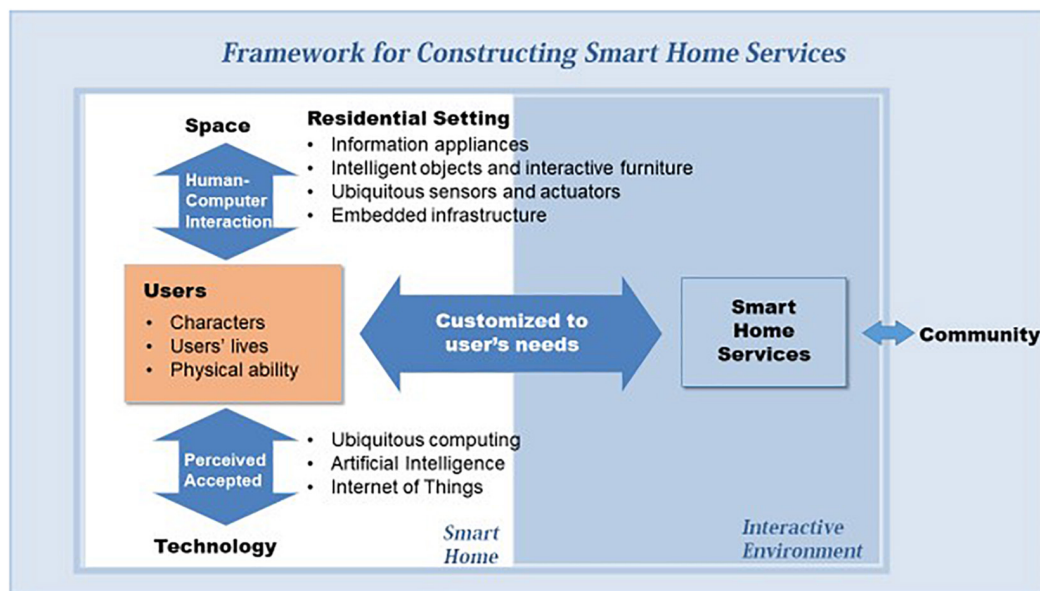 Framework for Constructing Smart Home Services
Space
Human-
Computer
Interaction
Residential Setting
• Information appliances
• Intelligent objects and interactive furniture
• Ubiquitous sensors and actuators
• Embedded infrastructure
Users
• Characters
• Users' lives
• Physical ability
Customized to
user's needs
Smart
Home
Services
Community
Perceived
Accepted
• Ubiquitous computing
• Artificial Intelligence
• Internet of Things
Technology
Smart
Home
Interactive
Environment